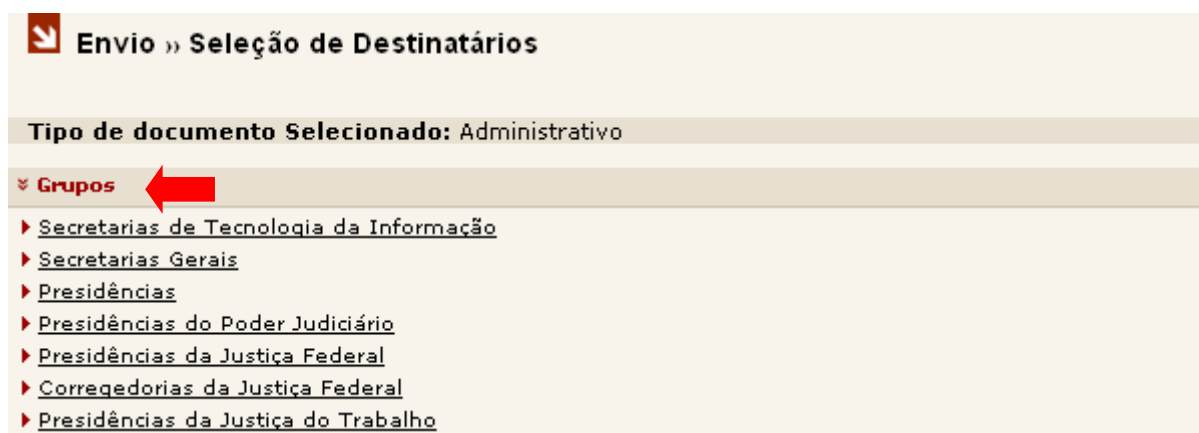 Envio » Seleção de Destinatários
Tipo de documento Selecionado: Administrativo
Grupos
Secretarias de Tecnologia da Informação
Secretarias Gerais
Presidências
Presidências do Poder Judiciário
Presidências da Justiça Federal
Corregedorias da Justiça Federal
Presidências da Justiça do Trabalho